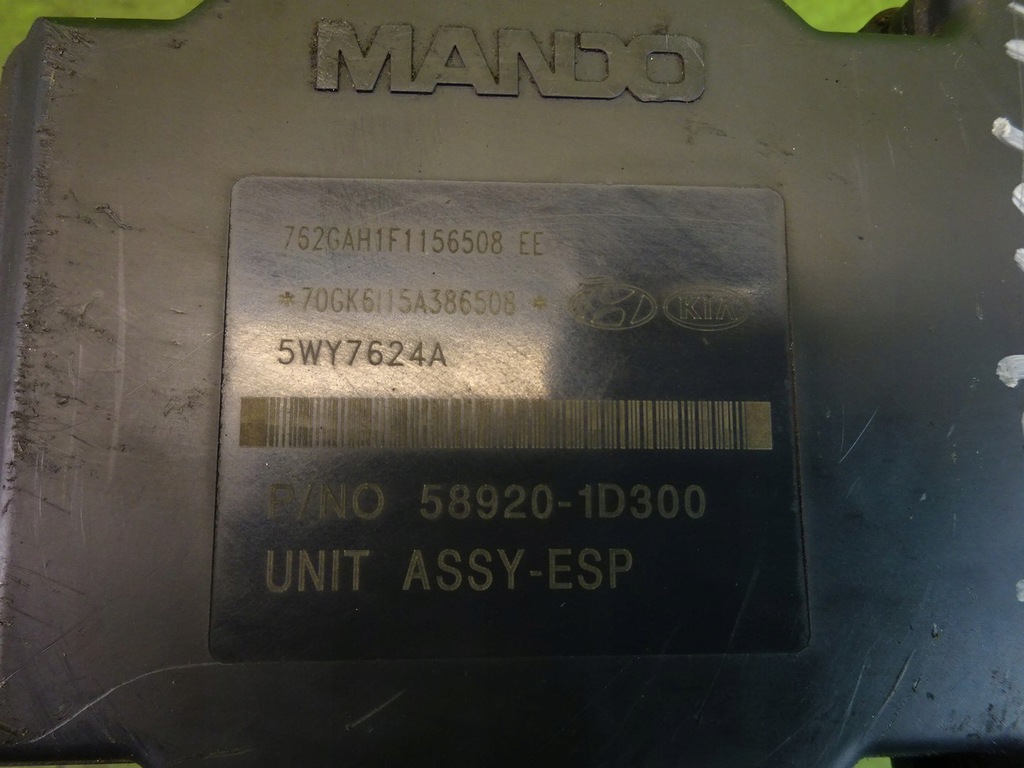 MANDO
762GAH1F1156508 EE
*70GK6I15A386508 * KIA
5WY7624A
P/NO 58920-1D300
UNIT ASSY-ESP